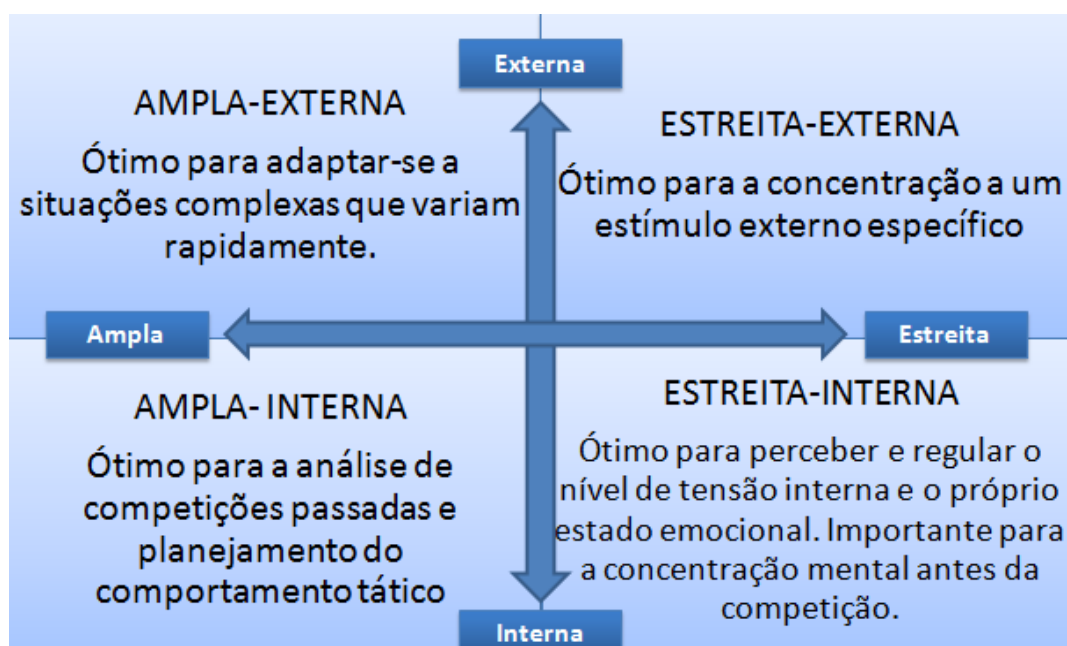 Externa
AMPLA-EXTERNA
Ótimo para adaptar-se a
situações complexas que variam
rapidamente.
ESTREITA-EXTERNA
Ótimo para a concentração a um
estímulo externo específico
Ampla
Estreita
AMPLA- INTERNA
Ótimo para a análise de
competições passadas e
planejamento do
comportamento tático
ESTREITA-INTERNA
Ótimo para perceber e regular o
nível de tensão interna e o próprio
estado emocional. Importante para
a concentração mental antes da
competição.
Interna